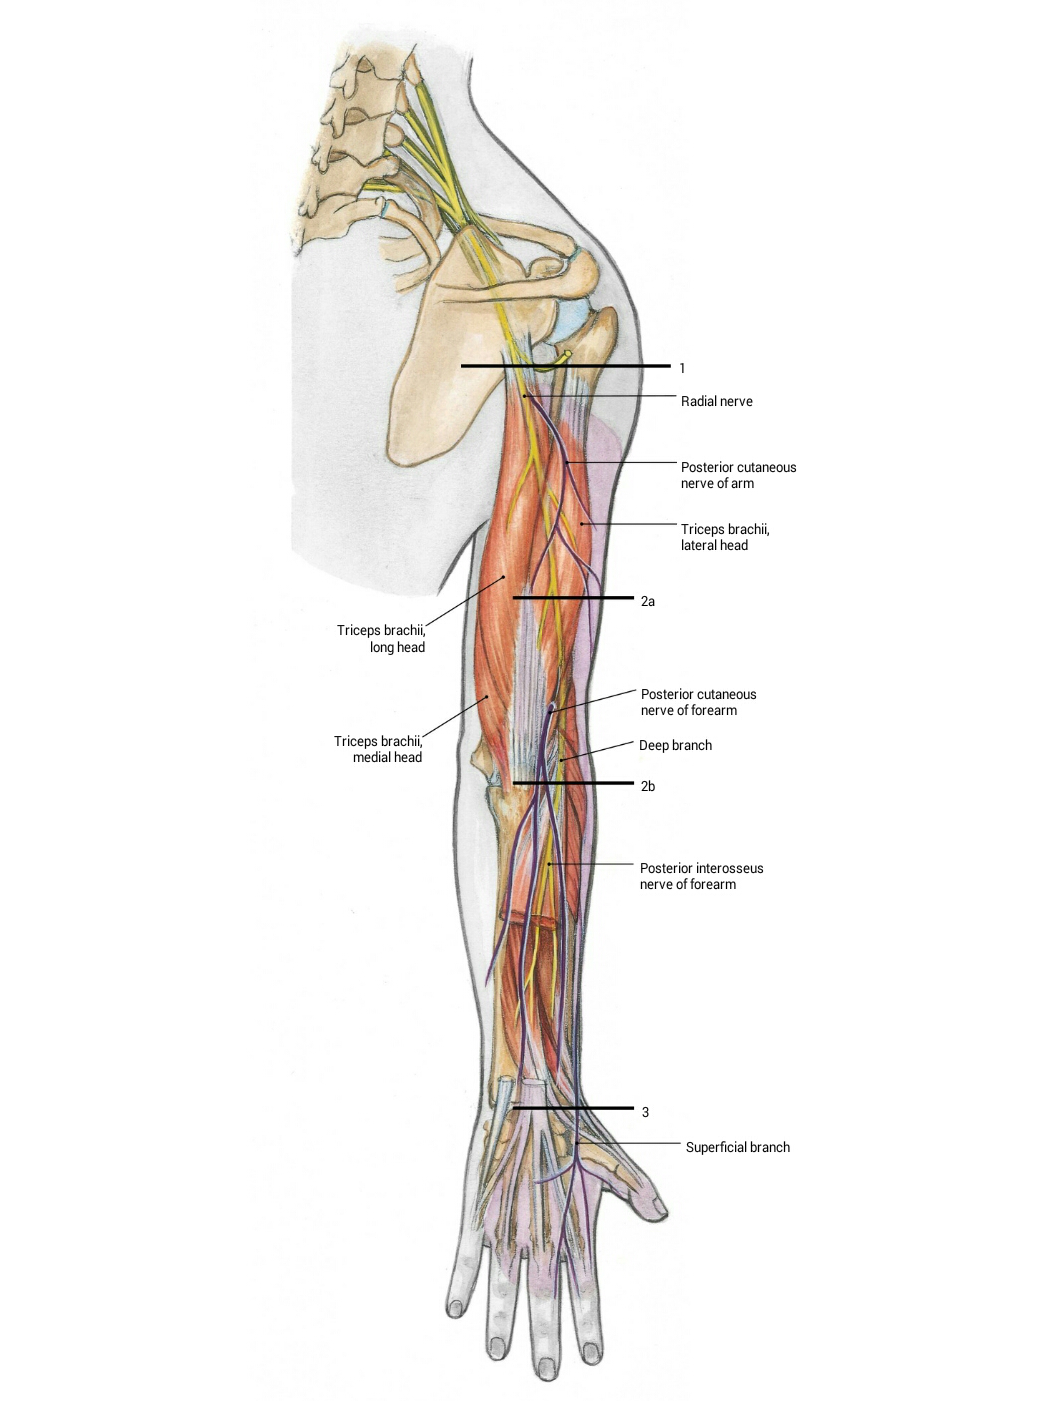 1
Radial nerve
Posterior cutaneous
nerve of arm
Triceps brachii,
lateral head
2a
Triceps brachii,
long head
Posterior cutaneous
nerve of forearm
Triceps brachii,
medial head
Deep branch
2b
Posterior interosseus
nerve of forearm
3
Superficial branch